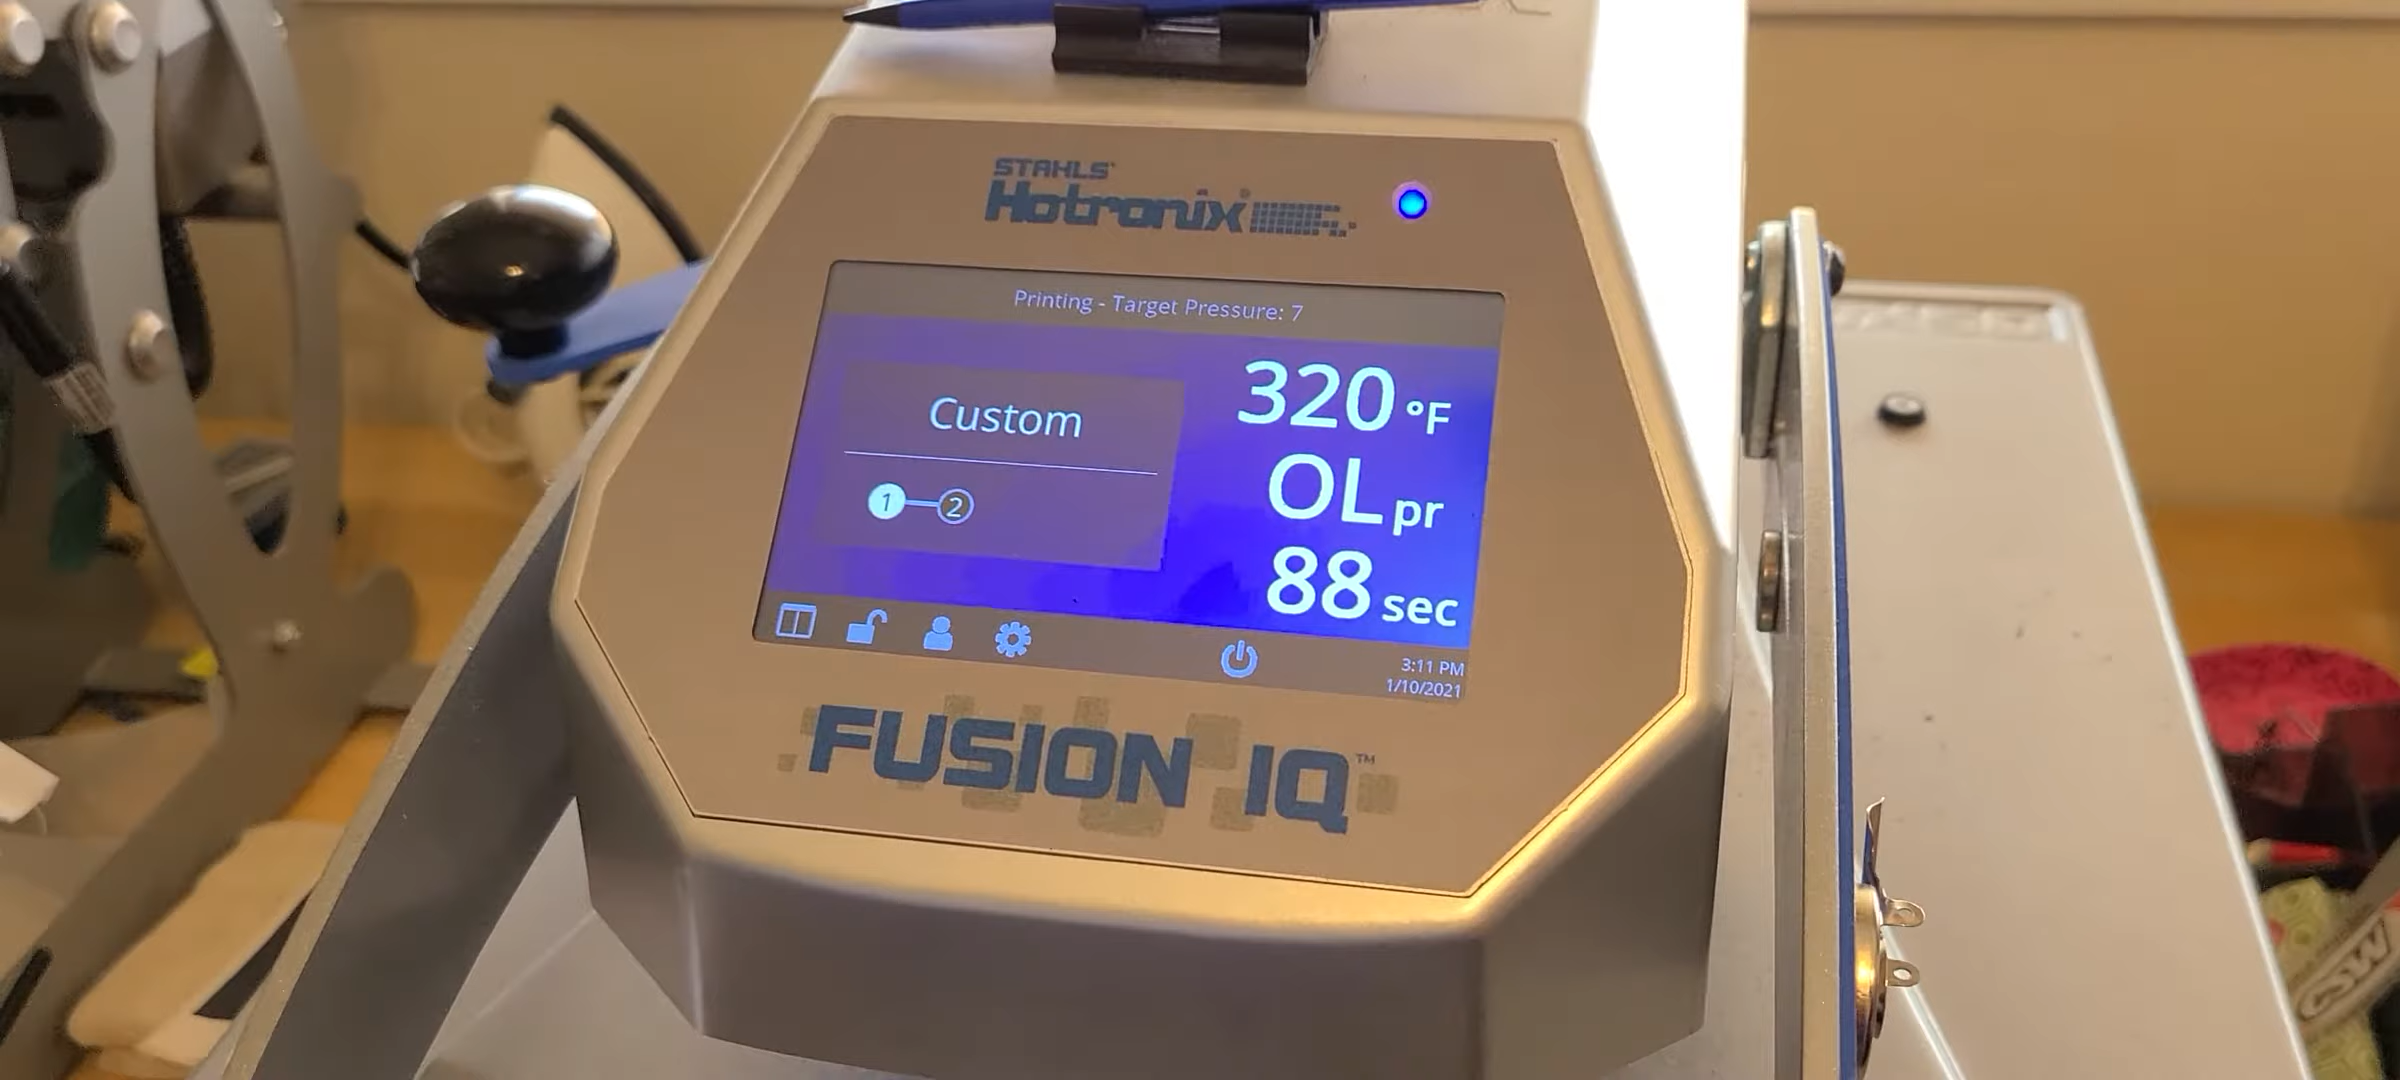 STAHLS'
Hotronix®
Printing - Target Pressure: 7
Custom
1 2
320 °F
OL pr
88 sec
3:11 PM
1/10/2021
FUSION IQ™
CSW